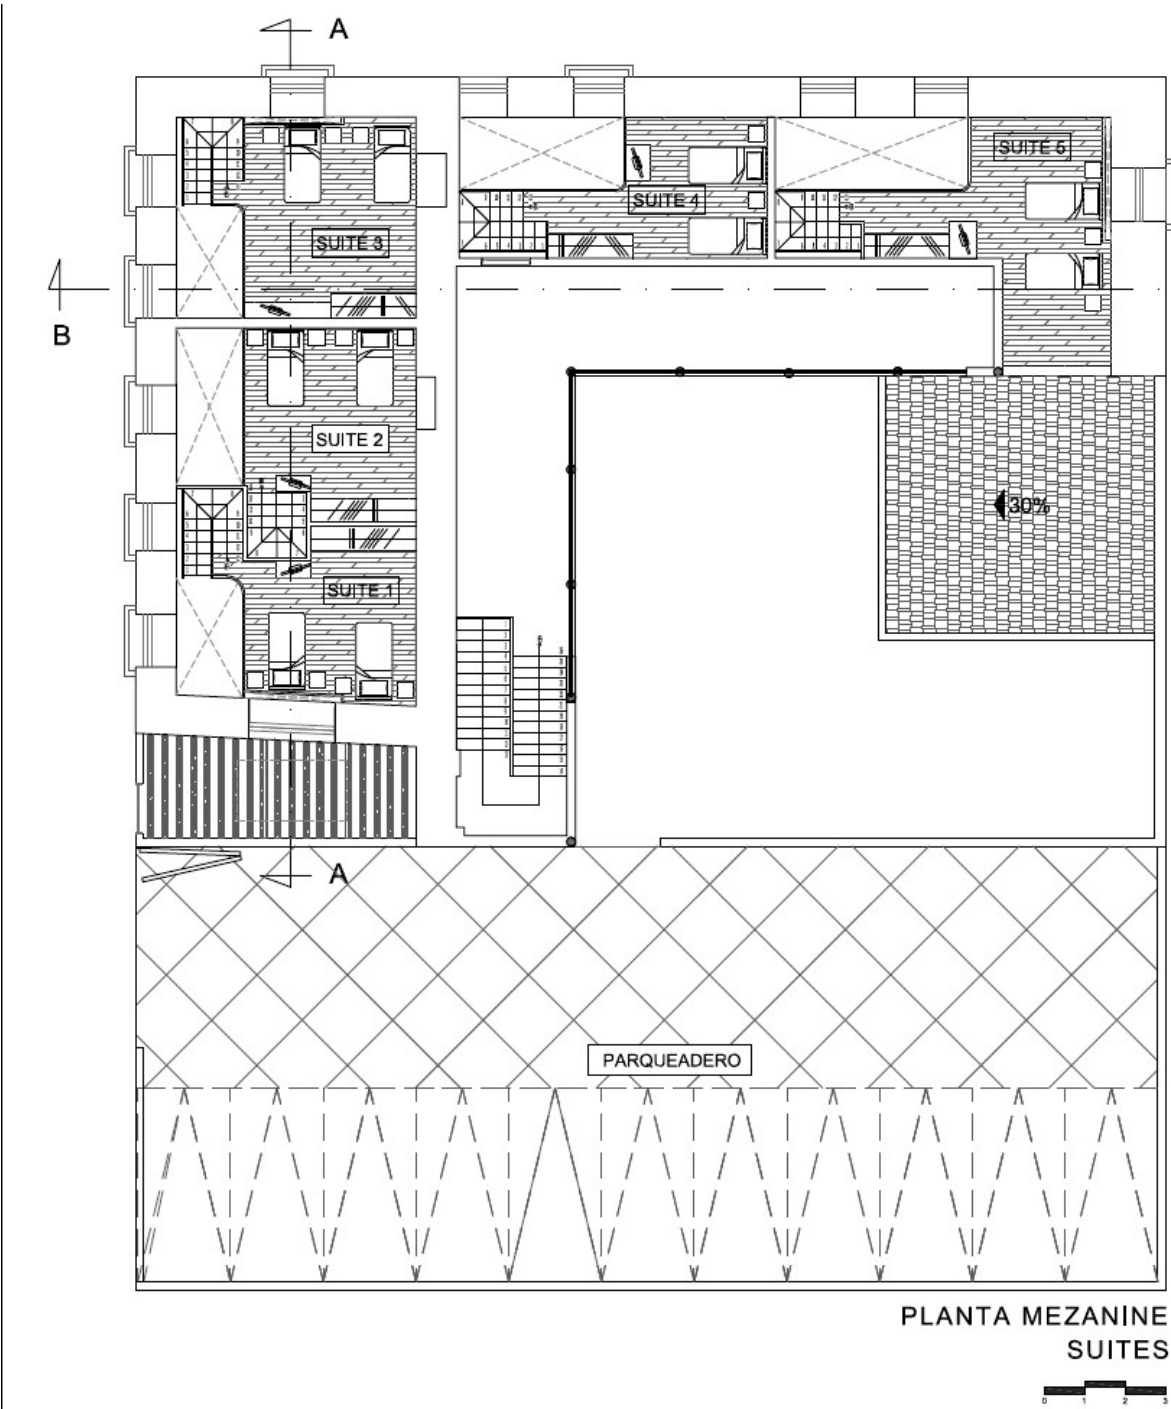 A
SUITE 5
SUITE 4
SUITE 3
B
SUITE 2
30%
SUITE 1
A
PARQUEADERO
PLANTA MEZANINE
SUITES
0 1 2 3